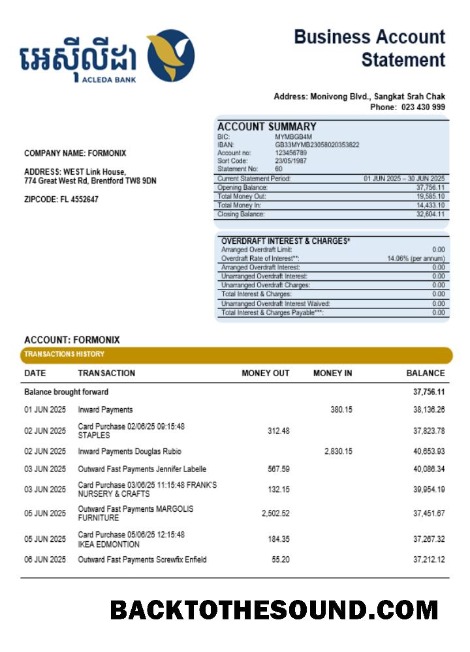 អេស៊ីលីដា
ACLEDA BANK
Business Account
Statement
Address: Monivong Blvd., Sangkat Srah Chak
Phone: 023 430 999
COMPANY NAME: FORMONIX
ADDRESS: WEST Link House,
774 Great West Rd, Brentford TW8 9DN
ZIPCODE: FL 4552647
ACCOUNT SUMMARY
BIC: MYMBGB4M
IBAN: GB33MYMB23058020353822
Account no: 123456789
Sort Code: 23/05/1987
Statement No: 60
Current Statement Period: 01 JUN 2025 – 30 JUN 2025
Opening Balance: 37,756.11
Total Money Out: 19,585.10
Total Money In: 14,433.10
Closing Balance: 32,604.11
OVERDRAFT INTEREST & CHARGES*
Arranged Overdraft Limit: 0.00
Overdraft Rate of Interest**: 14.06% (per annum)
Arranged Overdraft Interest: 0.00
Unarranged Overdraft Interest: 0.00
Unarranged Overdraft Charges: 0.00
Total Interest & Charges: 0.00
Unarranged Overdraft Interest Waived: 0.00
Total Interest & Charges Payable***: 0.00
ACCOUNT: FORMONIX
TRANSACTIONS HISTORY
DATE TRANSACTION MONEY OUT MONEY IN BALANCE
Balance brought forward 37,756.11
01 JUN 2025 Inward Payments 380.15 38,136.26
02 JUN 2025 Card Purchase 02/06/25 09:15:48 312.48 37,823.78
STAPLES
02 JUN 2025 Inward Payments Douglas Rubio 2,830.15 40,653.93
03 JUN 2025 Outward Fast Payments Jennifer Labelle 567.59 40,086.34
03 JUN 2025 Card Purchase 03/06/25 11:15:48 FRANK'S 132.15 39,954.19
NURSERY & CRAFTS
05 JUN 2025 Outward Fast Payments MARGOLIS 2,502.52 37,451.67
FURNITURE
05 JUN 2025 Card Purchase 05/06/25 12:15:48 184.35 37,267.32
IKEA EDMONTION
06 JUN 2025 Outward Fast Payments Screwfix Enfield 55.20 37,212.12
BACKTOTHESOUND.COM